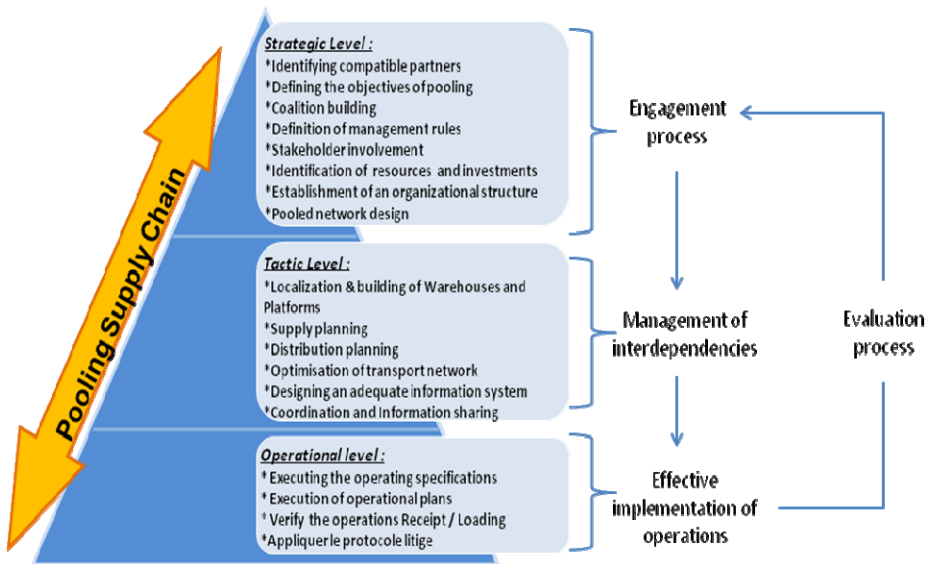 Pooling Supply Chain
Strategic Level :
*Identifying compatible partners
*Defining the objectives of pooling
*Coalition building
*Definition of management rules
*Stakeholder involvement
*Identification of resources and investments
*Establishment of an organizational structure
*Pooled network design
Engagement
process
Tactic Level :
*Localization & building of Warehouses and
Platforms
*Supply planning
*Distribution planning
*Optimisation of transport network
*Designing an adequate information system
*Coordination and Information sharing
Management of
interdependencies
Evaluation
process
Operational level :
* Executing the operating specifications
* Execution of operational plans
* Verify the operations Receipt / Loading
*Appliquer le protocole litige
Effective
implementation of
operations